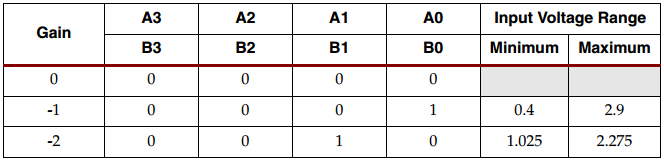 Gain A3 A2 A1 A0 Input Voltage Range
B3 B2 B1 B0 Minimum Maximum
0 0 0 0 0
-1 0 0 0 1 0.4 2.9
-2 0 0 1 0 1.025 2.275